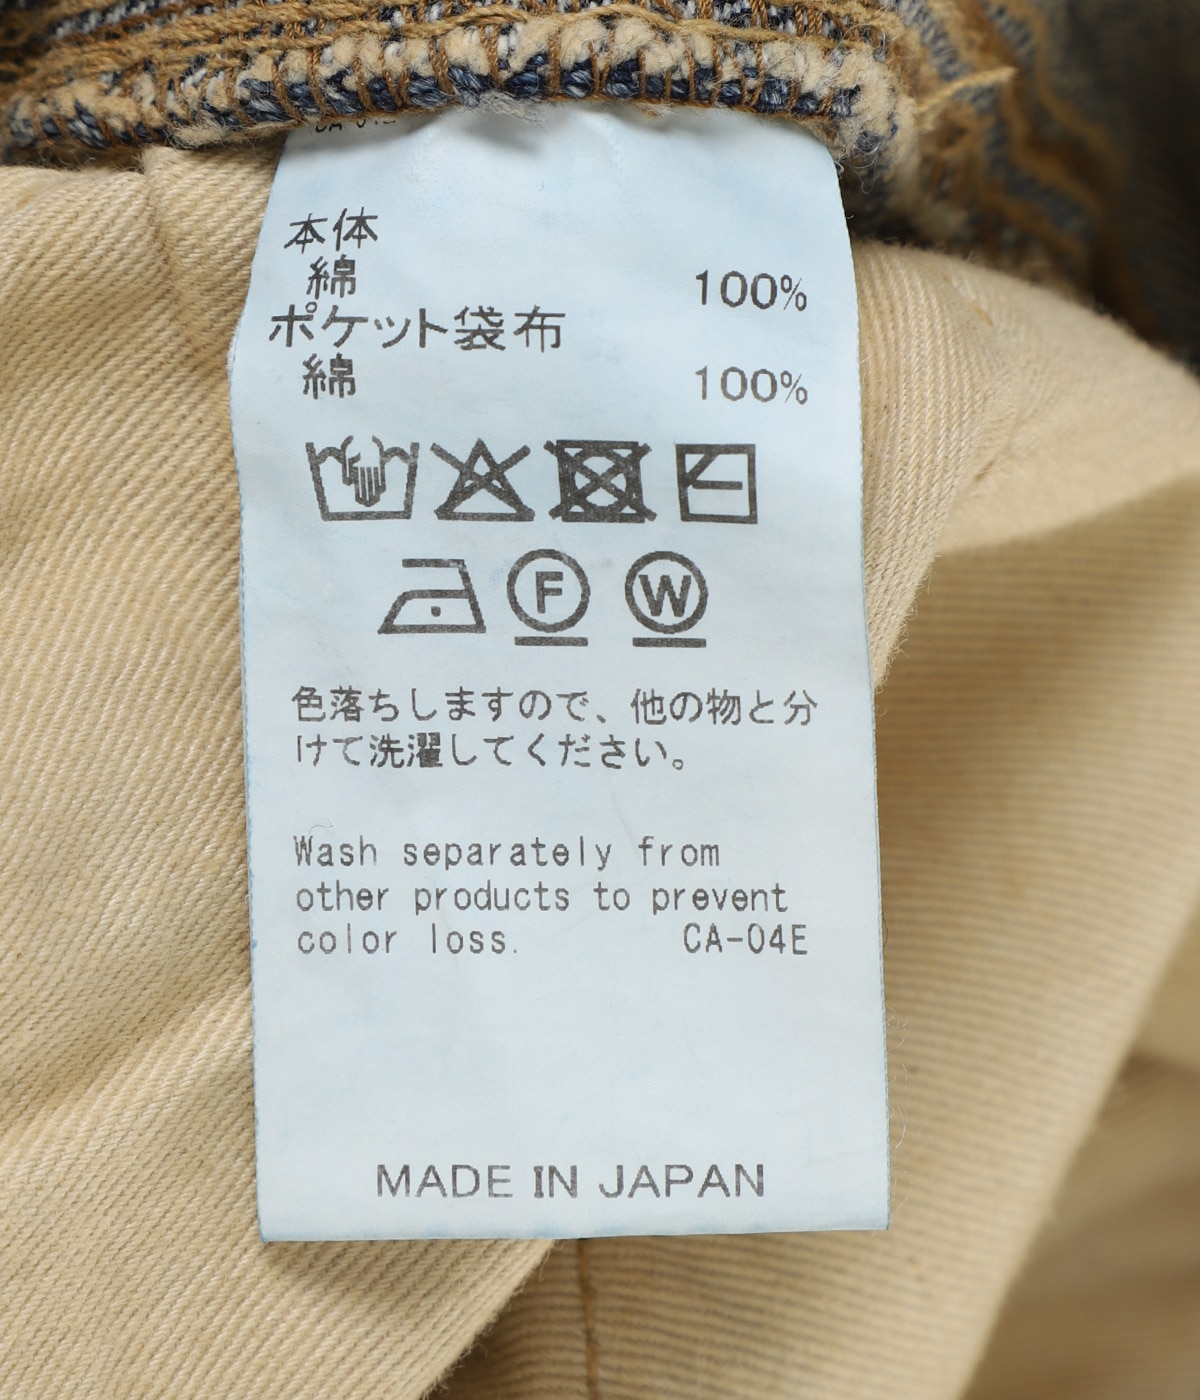 本体
綿 100%
ポケット袋布
綿 100%
F W
色落ちしますので、他の物と分
けて洗濯してください。
Wash separately from
other products to prevent
color loss. CA-04E
MADE IN JAPAN